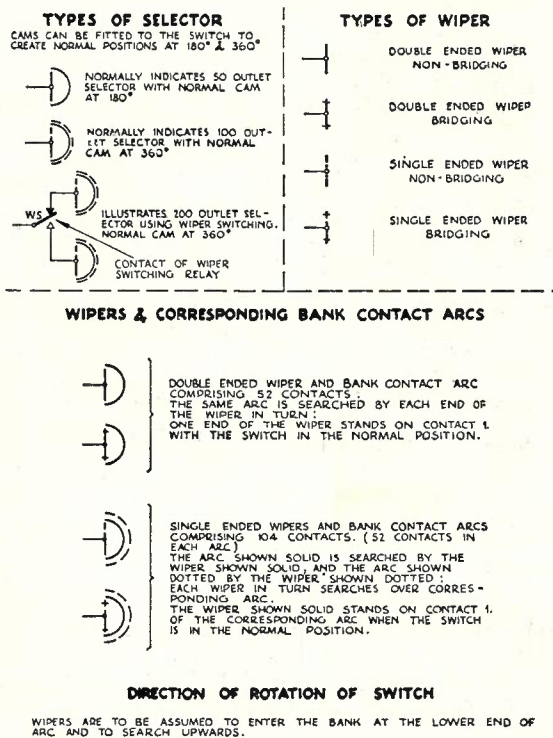 TYPES OF SELECTOR
CAMS CAN BE FITTED TO THE SWITCH TO
CREATE NORMAL POSITIONS AT 180° & 360°
NORMALLY INDICATES 50 OUTLET
SELECTOR WITH NORMAL CAM
AT 180°
NORMALLY INDICATES 100 OUT-
LET SELECTOR WITH NORMAL
CAM AT 360°
WS
ILLUSTRATES 200 OUTLET SEL-
ECTOR USING WIPER SWITCHING.
NORMAL CAM AT 360°
CONTACT OF WIPER
SWITCHING RELAY
TYPES OF WIPER
DOUBLE ENDED WIPER
NON-BRIDGING
DOUBLE ENDED WIPER
BRIDGING
SINGLE ENDED WIPER
NON-BRIDGING
SINGLE ENDED WIPER
BRIDGING
WIPERS & CORRESPONDING BANK CONTACT ARCS
DOUBLE ENDED WIPER AND BANK CONTACT ARC
COMPRISING 52 CONTACTS:
THE SAME ARC IS SEARCHED BY EACH END OF
THE WIPER IN TURN:
ONE END OF THE WIPER STANDS ON CONTACT 1.
WITH THE SWITCH IN THE NORMAL POSITION.
SINGLE ENDED WIPERS AND BANK CONTACT ARCS
COMPRISING 104 CONTACTS. (52 CONTACTS IN
EACH ARC)
THE ARC SHOWN SOLID IS SEARCHED BY THE
WIPER SHOWN SOLID, AND THE ARC SHOWN
DOTTED BY THE WIPER SHOWN DOTTED:
EACH WIPER IN TURN SEARCHES OVER CORRES-
PONDING ARC.
THE WIPER SHOWN SOLID STANDS ON CONTACT 1.
OF THE CORRESPONDING ARC WHEN THE SWITCH
IS IN THE NORMAL POSITION.
DIRECTION OF ROTATION OF SWITCH
WIPERS ARE TO BE ASSUMED TO ENTER THE BANK AT THE LOWER END OF
ARC AND TO SEARCH UPWARDS.